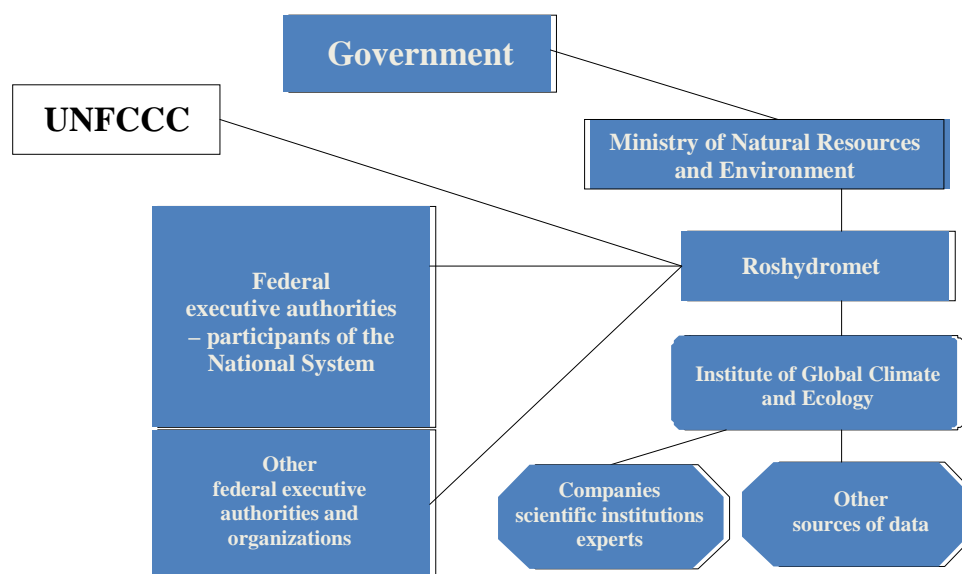 Government
UNFCCC
Ministry of Natural Resources
and Environment
Roshydromet
Federal
executive authorities
– participants of the
National System
Institute of Global Climate
and Ecology
Other
federal executive
authorities and
organizations
Companies
scientific institutions
experts
Other
sources of data